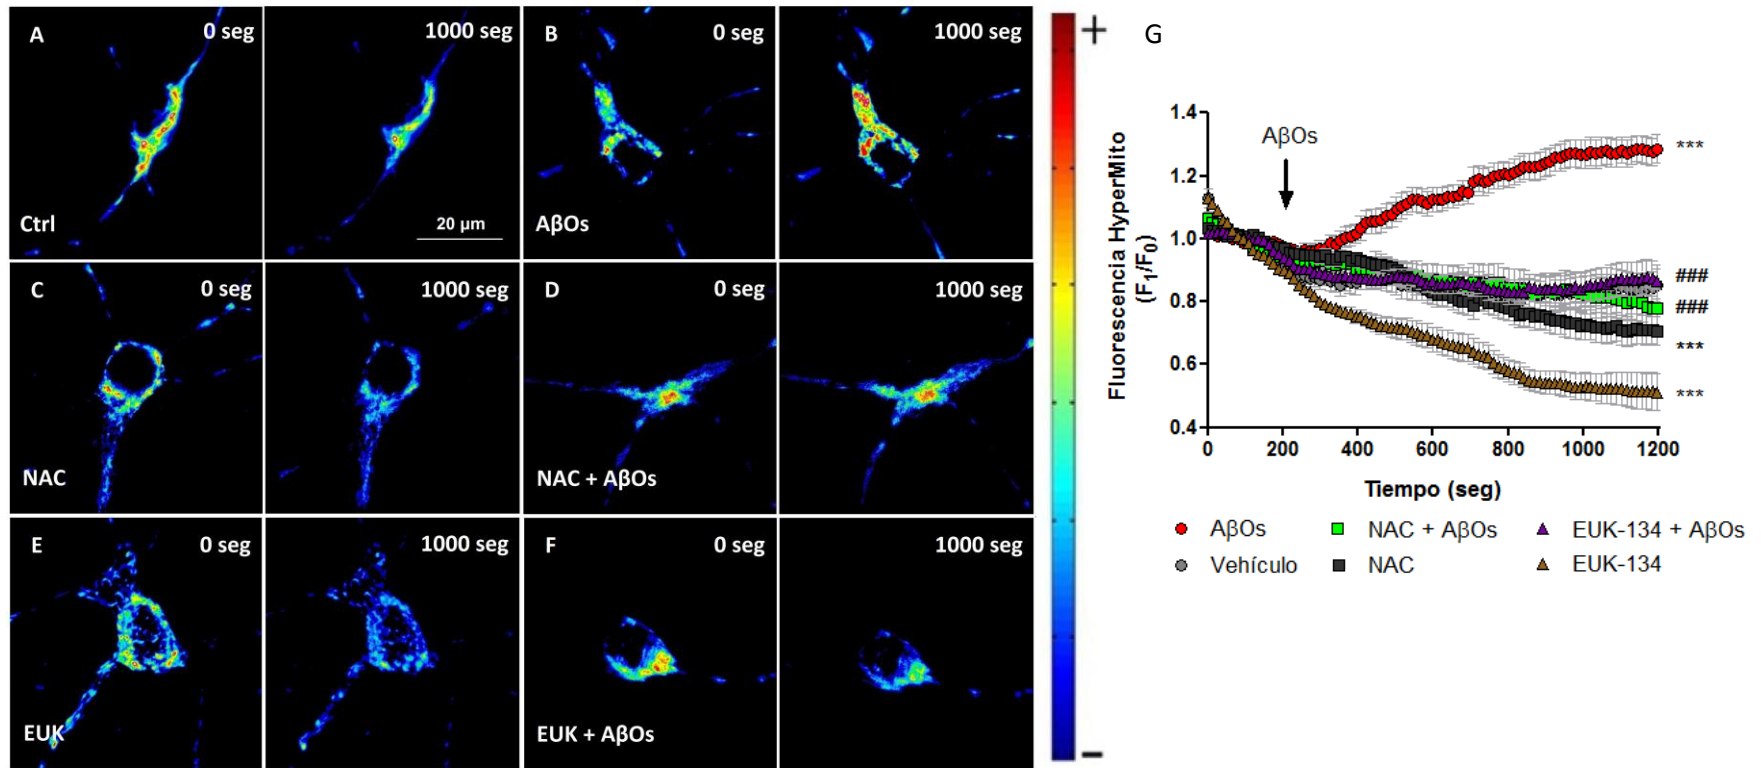 A
0 seg
1000 seg
Ctrl
20 µm
B
0 seg
1000 seg
AβOs
C
0 seg
1000 seg
NAC
D
0 seg
1000 seg
NAC + AβOs
E
0 seg
1000 seg
EUK
F
0 seg
1000 seg
EUK + AβOs
+
−
G
Fluorescencia HyperMito
(F1/F0)
1.4
1.2
1.0
0.8
0.6
0.4
AβOs
***
###
###
***
***
0
200
400
600
800
1000
1200
Tiempo (seg)
AβOs
NAC + AβOs
EUK-134 + AβOs
Vehículo
NAC
EUK-134